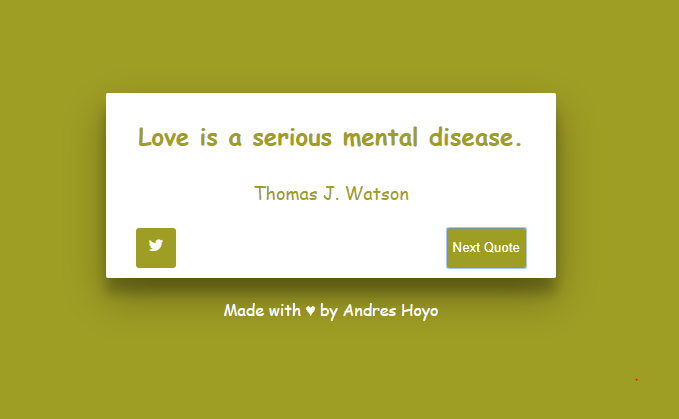 Love is a serious mental disease.
Thomas J. Watson
Next Quote
Made with ♥ by Andres Hoyo